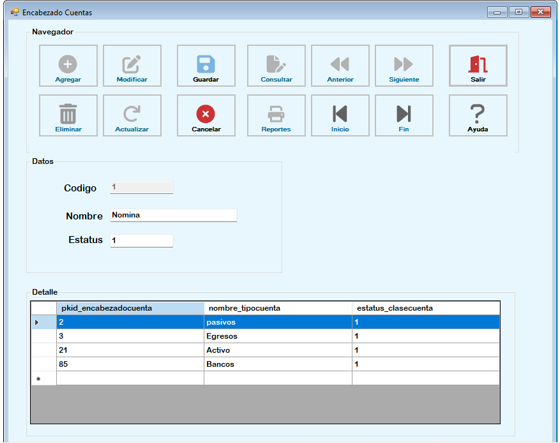 Encabezado Cuentas
Navegador
Agregar Modificar Guardar Consultar Anterior Siguiente Salir
Eliminar Actualizar Cancelar Reportes Inicio Fin Ayuda
Datos
Codigo 1
Nombre Nomina
Estatus 1
Detalle
pkid_encabezadocuenta nombre_tipocuenta estatus_clasecuenta
2 pasivos 1
3 Egresos 1
21 Activo 1
85 Bancos 1